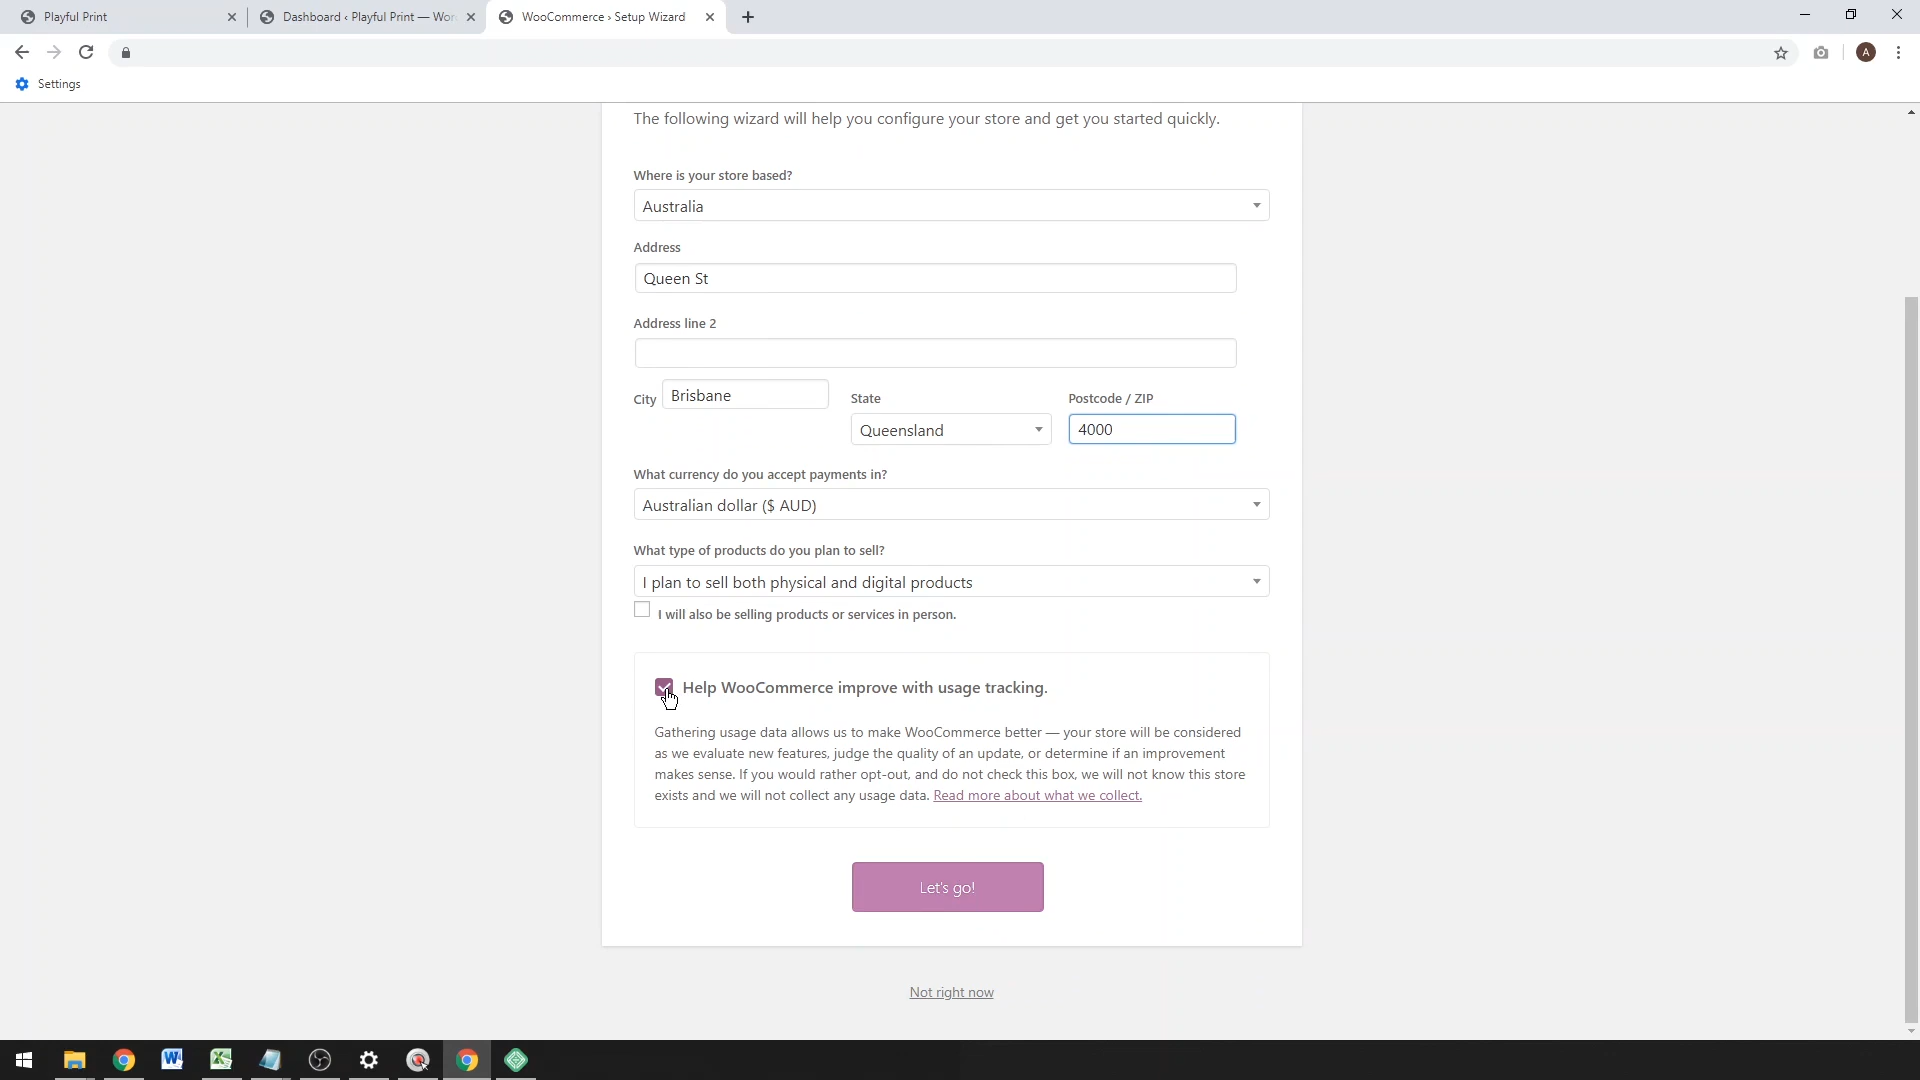 Playful Print
Dashboard ‹ Playful Print — Wor
WooCommerce › Setup Wizard
A
Settings
The following wizard will help you configure your store and get you started quickly.
Where is your store based?
Australia
Address
Queen St
Address line 2
City
Brisbane
State
Postcode / ZIP
Queensland
4000
What currency do you accept payments in?
Australian dollar ($ AUD)
What type of products do you plan to sell?
I plan to sell both physical and digital products
I will also be selling products or services in person.
Help WooCommerce improve with usage tracking.
Gathering usage data allows us to make WooCommerce better — your store will be considered
as we evaluate new features, judge the quality of an update, or determine if an improvement
makes sense. If you would rather opt-out, and do not check this box, we will not know this store
exists and we will not collect any usage data. Read more about what we collect.
Let's go!
Not right now